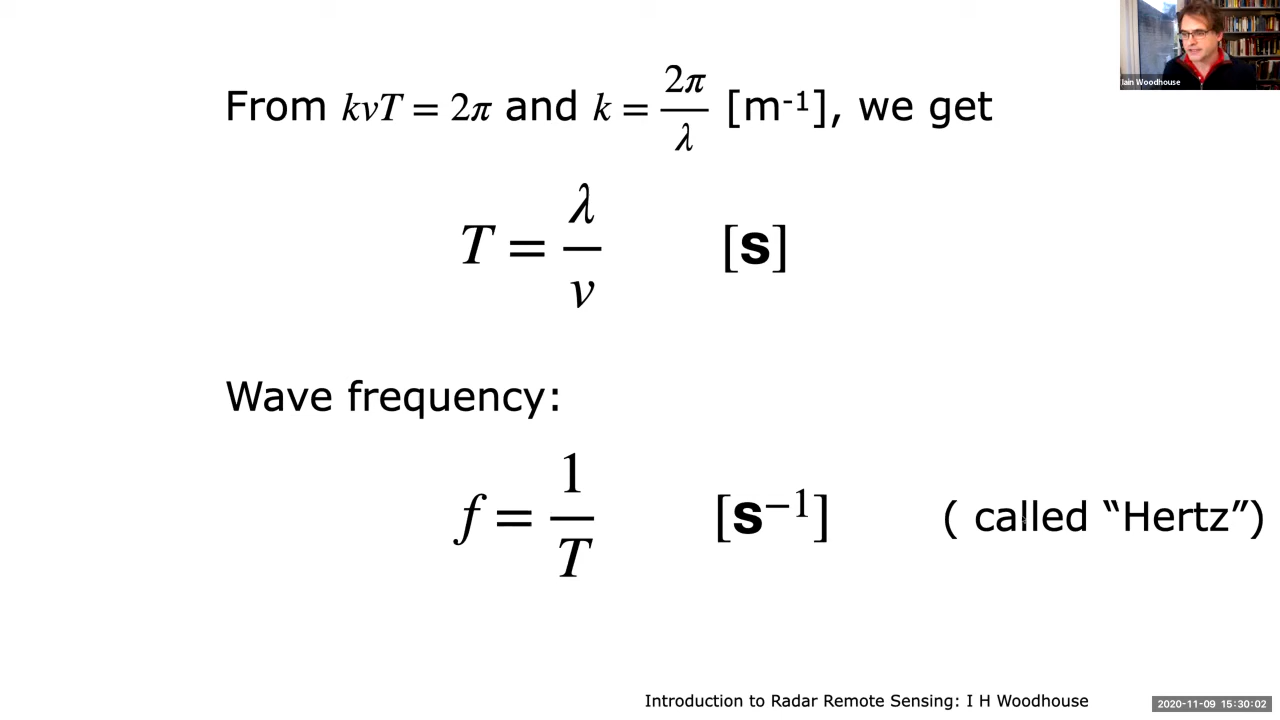 Iain Woodhouse
From kvT = 2π and k = 2π/λ [m⁻¹], we get
T = λ/v [s]
Wave frequency:
f = 1/T [s⁻¹] ( called “Hertz”)
Introduction to Radar Remote Sensing: I H Woodhouse
2020-11-09 15:30:02